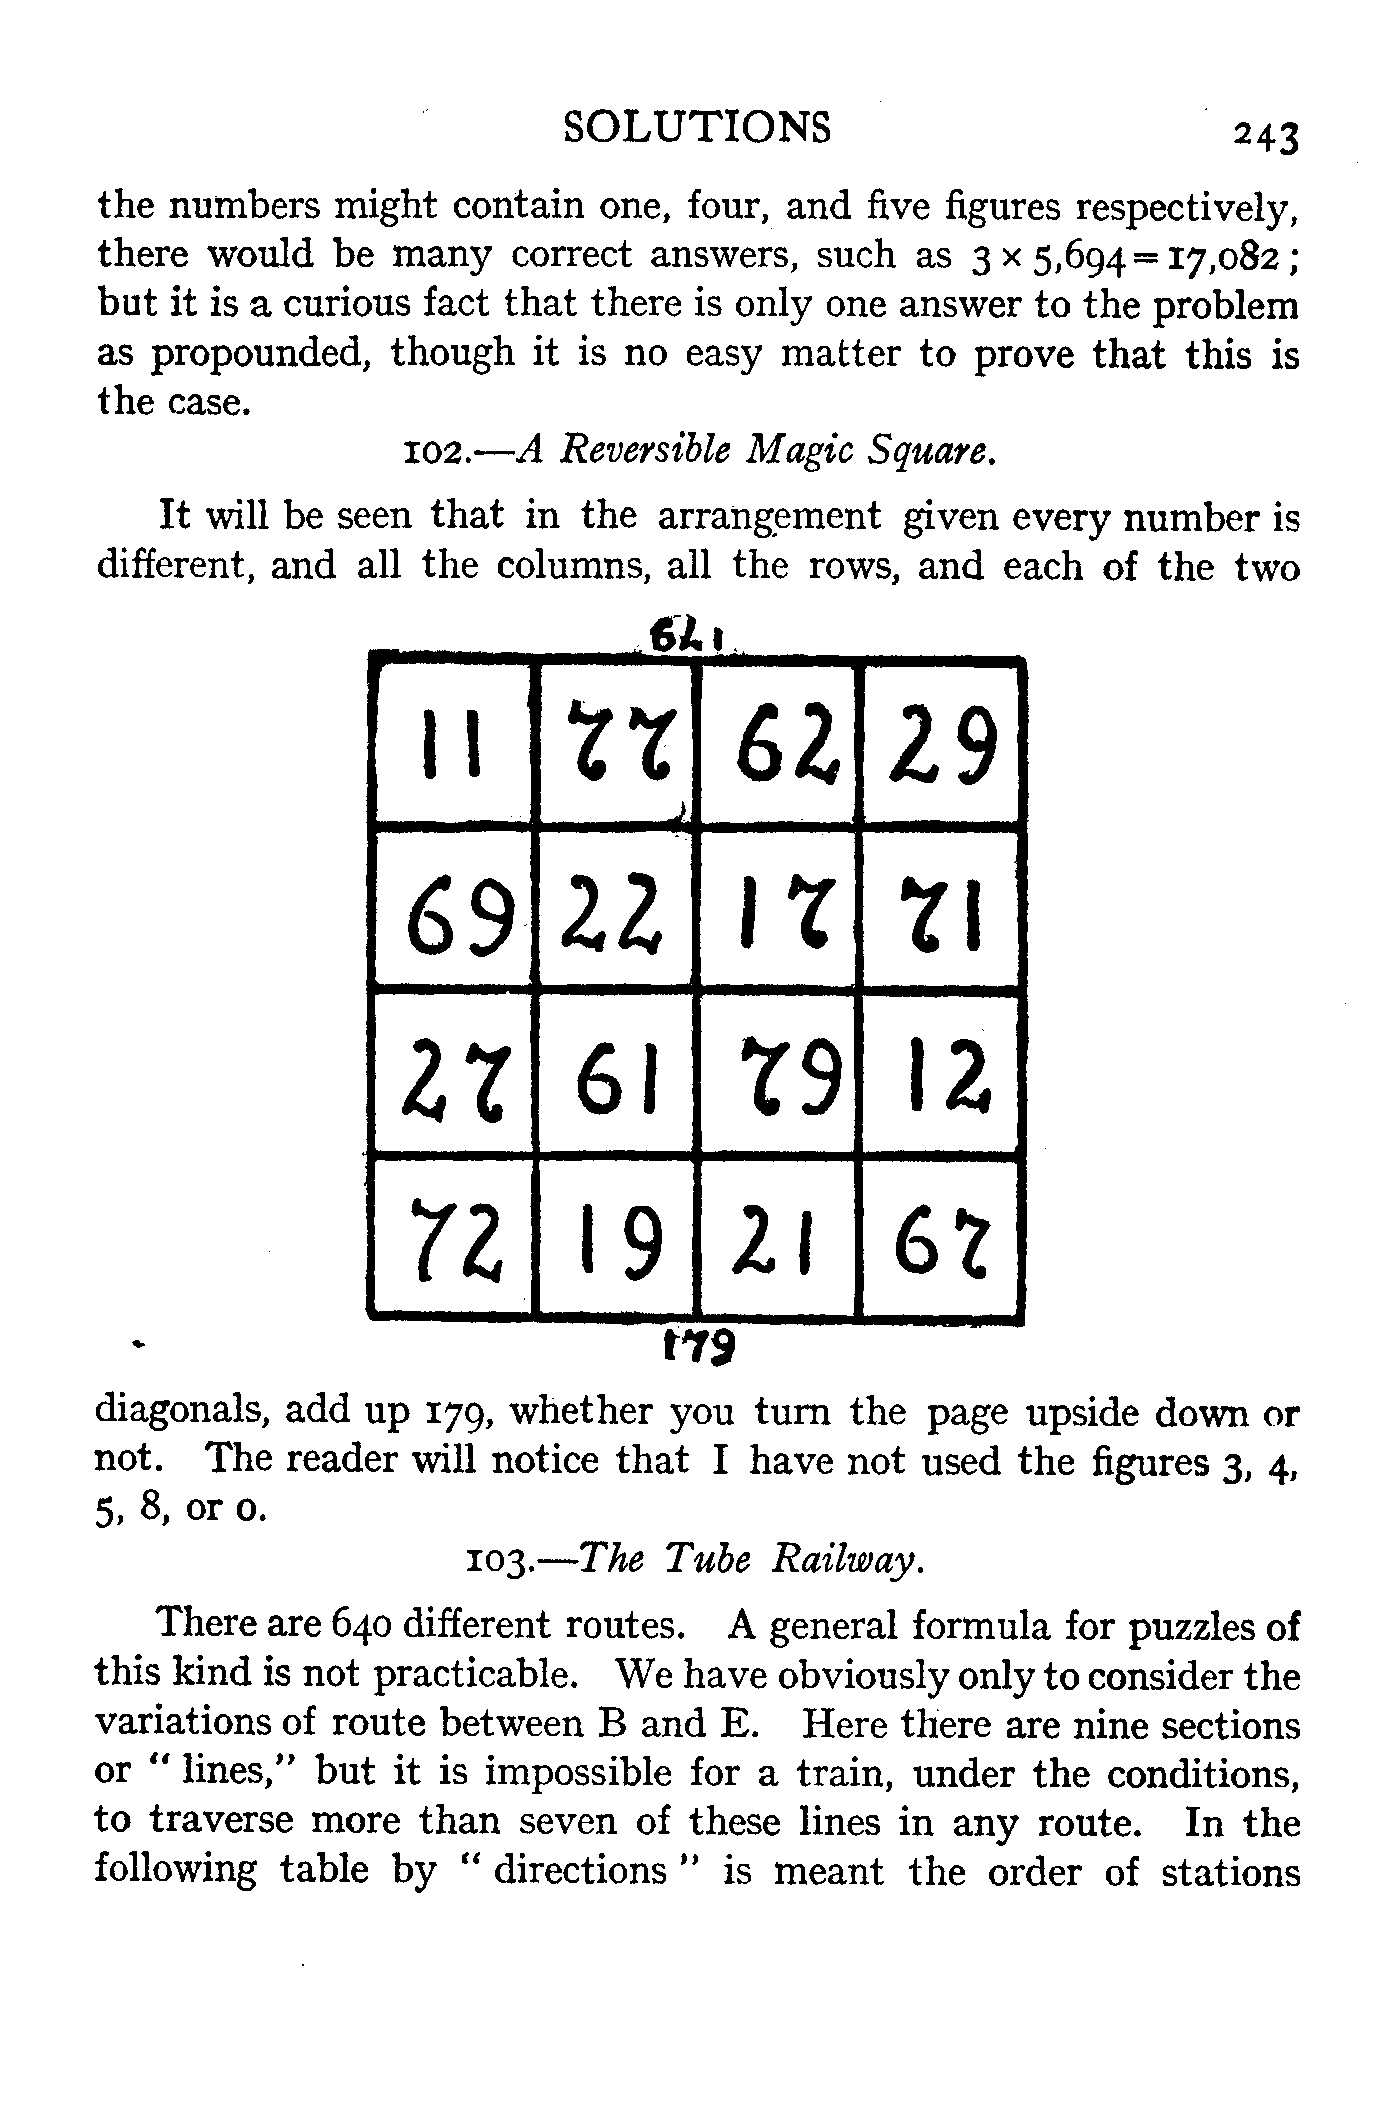 SOLUTIONS 243
the numbers might contain one, four, and five figures respectively,
there would be many correct answers, such as 3 × 5,694 = 17,082 ;
but it is a curious fact that there is only one answer to the problem
as propounded, though it is no easy matter to prove that this is
the case.
102.—A Reversible Magic Square.
It will be seen that in the arrangement given every number is
different, and all the columns, all the rows, and each of the two
179
11 77 62 29
69 22 17 71
27 61 79 12
72 19 21 67
179
diagonals, add up 179, whether you turn the page upside down or
not. The reader will notice that I have not used the figures 3, 4,
5, 8, or 0.
103.—The Tube Railway.
There are 640 different routes. A general formula for puzzles of
this kind is not practicable. We have obviously only to consider the
variations of route between B and E. Here there are nine sections
or " lines," but it is impossible for a train, under the conditions,
to traverse more than seven of these lines in any route. In the
following table by " directions " is meant the order of stations